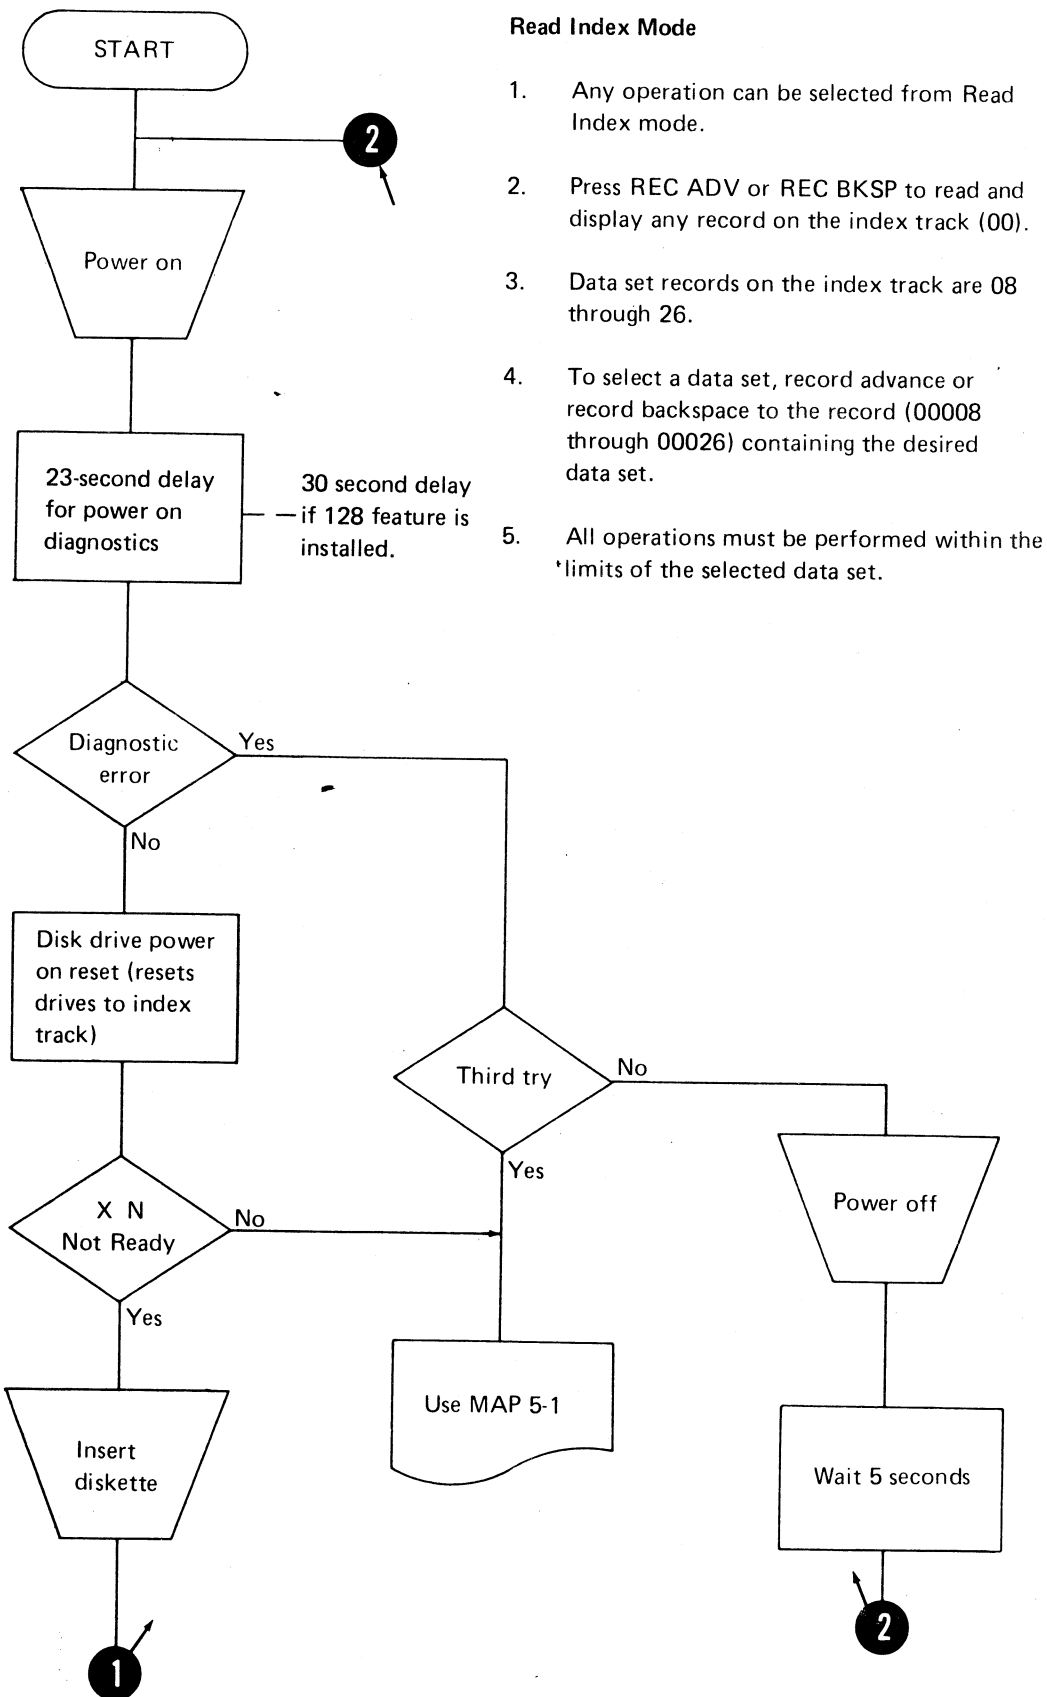 START
2
Power on
23-second delay
for power on
diagnostics
30 second delay
if 128 feature is
installed.
Diagnostic
error
Yes
No
Disk drive power
on reset (resets
drives to index
track)
X N
Not Ready
No
Yes
Insert
diskette
1
Third try
No
Yes
Use MAP 5-1
Power off
Wait 5 seconds
2
Read Index Mode
1. Any operation can be selected from Read
Index mode.
2. Press REC ADV or REC BKSP to read and
display any record on the index track (00).
3. Data set records on the index track are 08
through 26.
4. To select a data set, record advance or
record backspace to the record (00008
through 00026) containing the desired
data set.
5. All operations must be performed within the
limits of the selected data set.